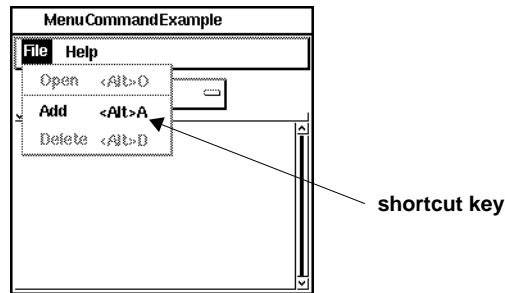 MenuCommandExample
File Help
Open <Alt>O
Add <Alt>A
Delete <Alt>D
shortcut key